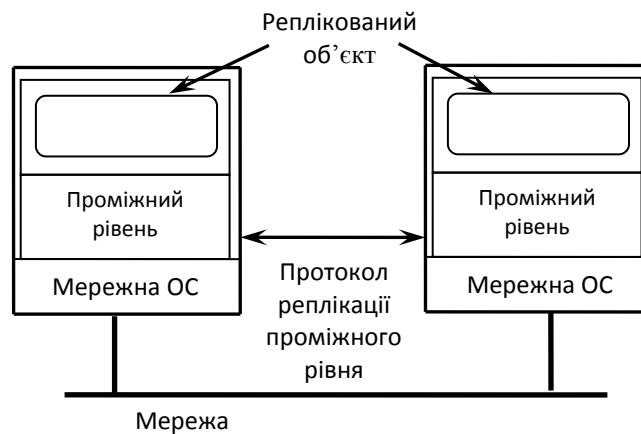 Реплікований
об’єкт
Проміжний
рівень
Мережна ОС
Проміжний
рівень
Мережна ОС
Протокол
реплікації
проміжного
рівня
Мережа